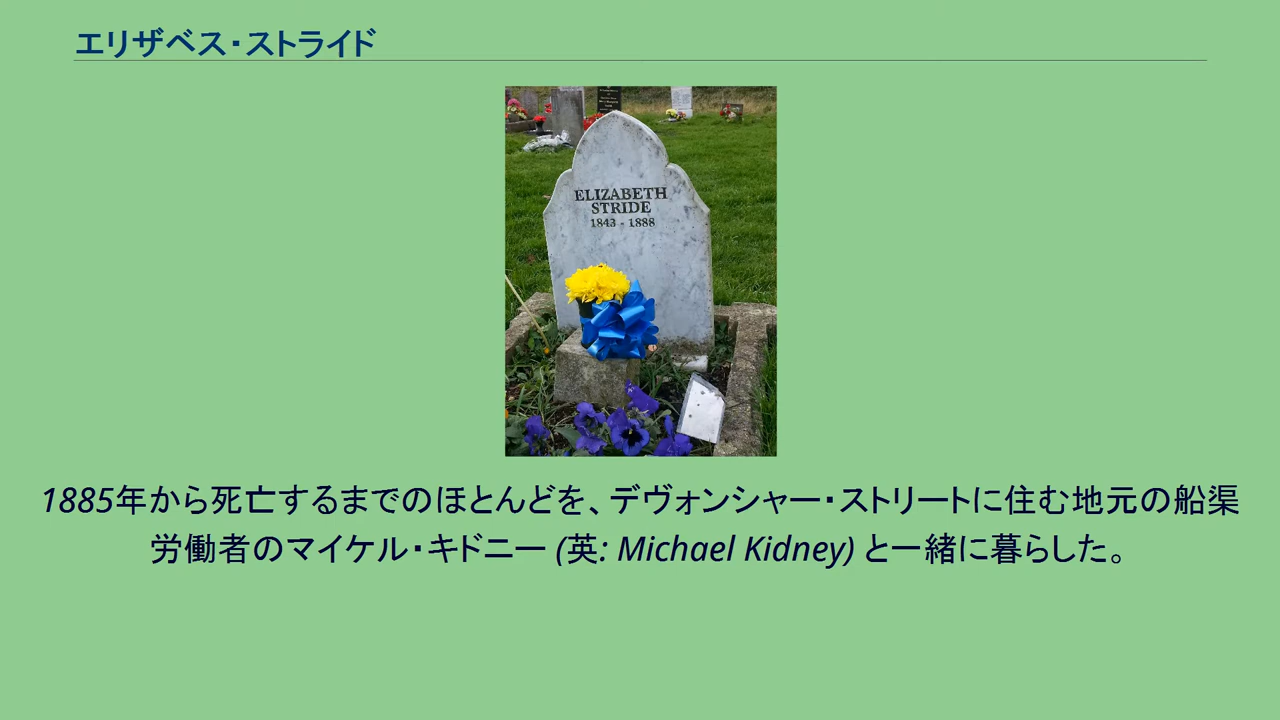 エリザベス・ストライド
ELIZABETH
STRIDE
1843 - 1888
1885年から死亡するまでのほとんどを、デヴォンシャー・ストリートに住む地元の船渠
労働者のマイケル・キドニー (英: Michael Kidney) と一緒に暮らした。